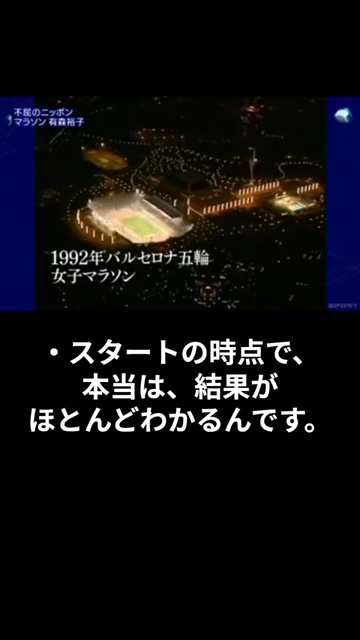 不屈のニッポン
マラソン 有森裕子
1992年バルセロナ五輪
女子マラソン
SPORT
・スタートの時点で、
本当は、結果が
ほとんどわかるんです。